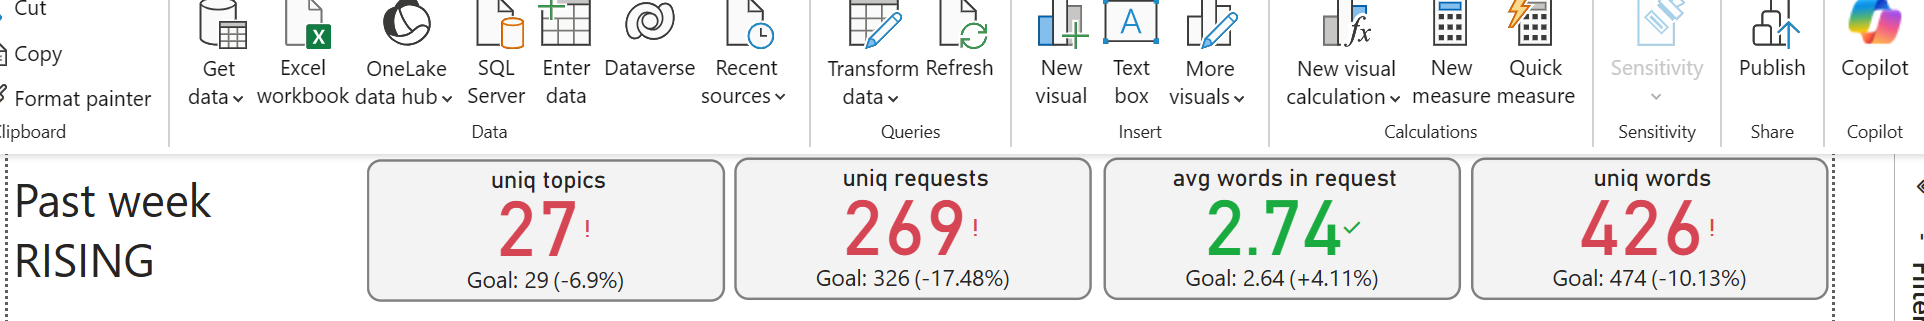 Cut
Copy
Format painter
Clipboard
Get data
Excel workbook
OneLake data hub
SQL Server
Enter data
Dataverse
Recent sources
Data
Transform data
Refresh
Queries
New visual
A
Text box
More visuals
Insert
New visual calculation
New measure
Quick measure
Calculations
Sensitivity
Sensitivity
Publish
Share
Copilot
Copilot
Past week
RISING
uniq topics
27!
Goal: 29 (-6.9%)
uniq requests
269!
Goal: 326 (-17.48%)
avg words in request
2.74
Goal: 2.64 (+4.11%)
uniq words
426!
Goal: 474 (-10.13%)